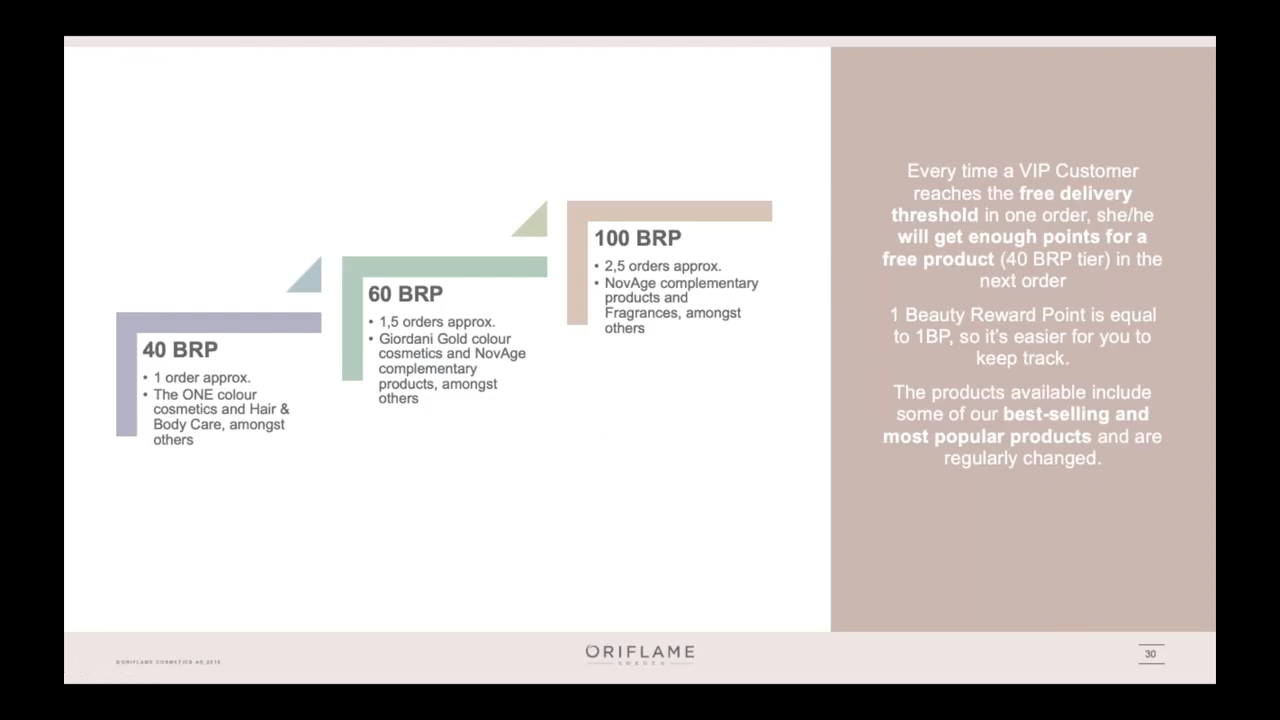 40 BRP
• 1 order approx.
• The ONE colour
cosmetics and Hair &
Body Care, amongst
others
60 BRP
• 1,5 orders approx.
• Giordani Gold colour
cosmetics and NovAge
complementary
products, amongst
others
100 BRP
• 2,5 orders approx.
• NovAge complementary
products and
Fragrances, amongst
others
Every time a VIP Customer
reaches the free delivery
threshold in one order, she/he
will get enough points for a
free product (40 BRP tier) in the
next order
1 Beauty Reward Point is equal
to 1BP, so it's easier for you to
keep track.
The products available include
some of our best-selling and
most popular products and are
regularly changed.
ORIFLAME
SWEDEN
30